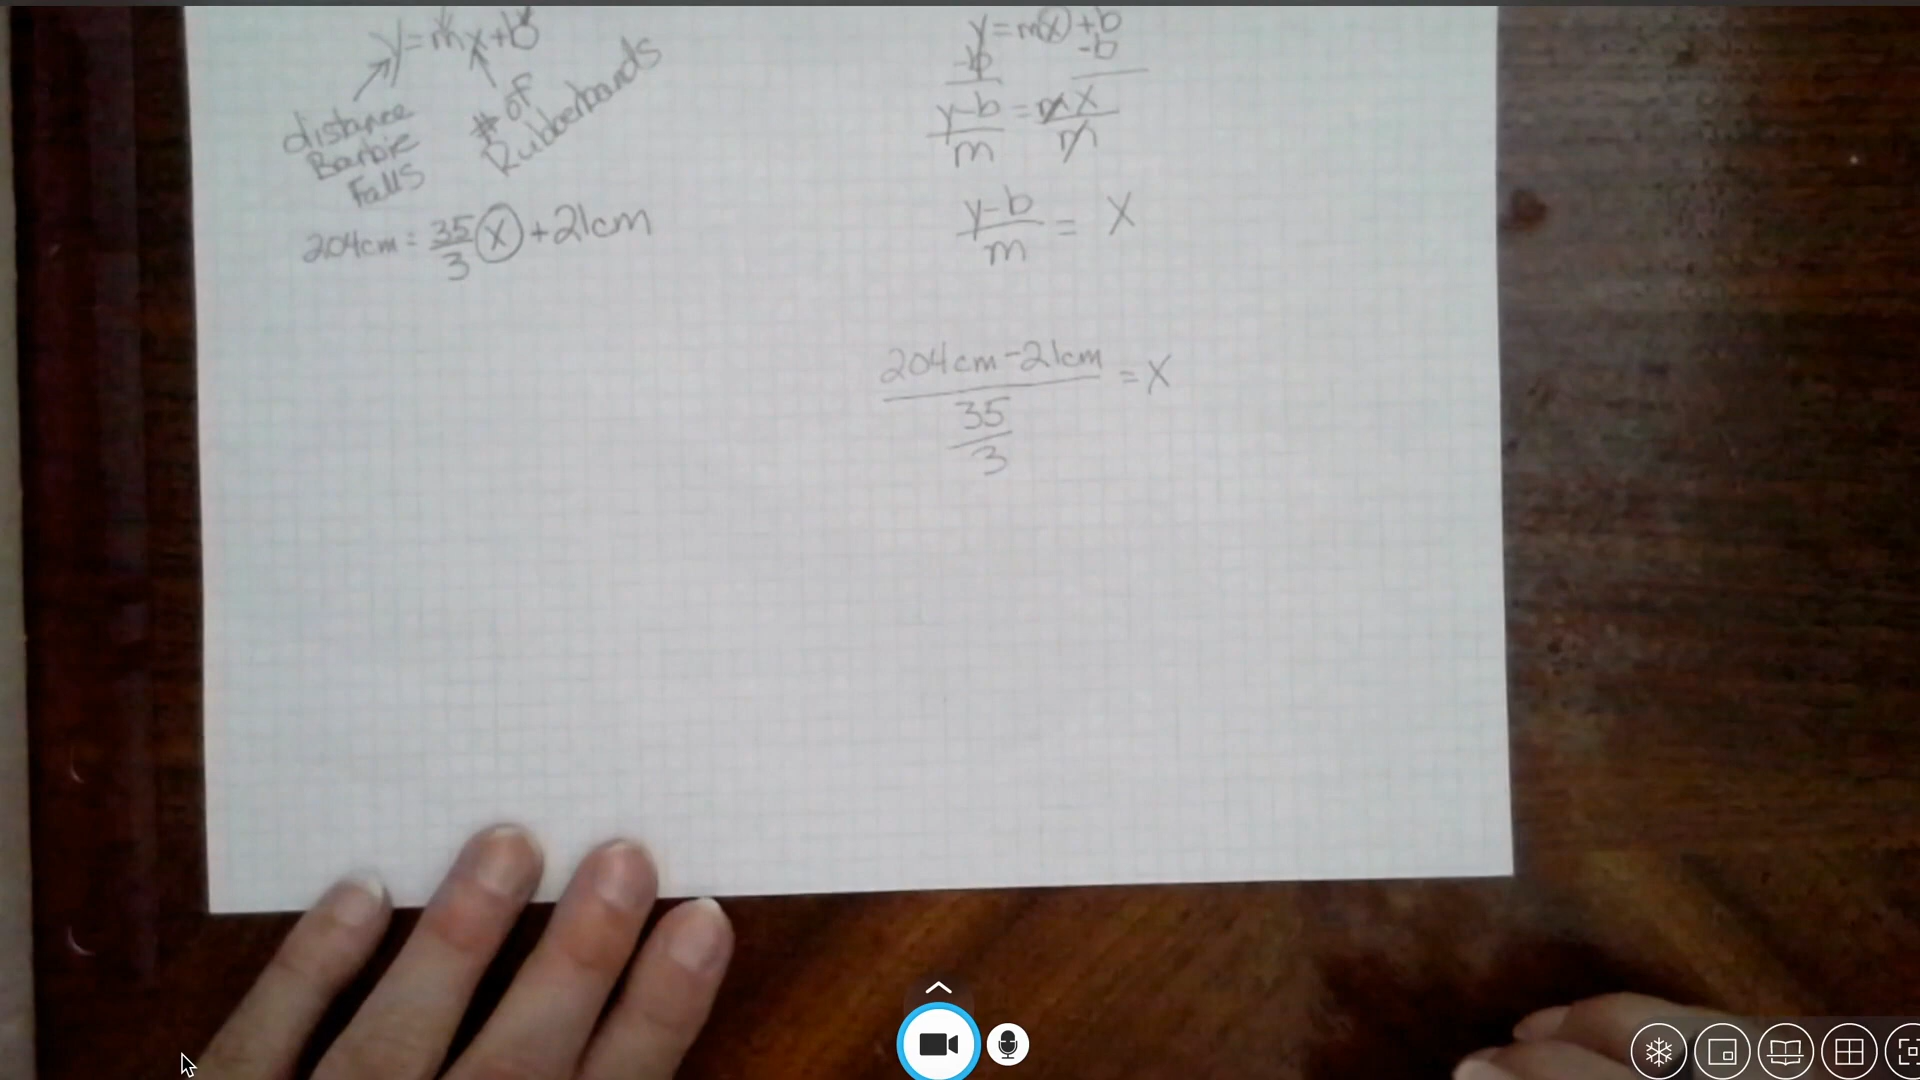 y=mx+b
distance
Barbie
Falls
# of
Rubberbands
204cm = 35/3 (x) + 21cm
y=m(x)+b
-b -b
y-b = mx
m m
y-b = x
m
204cm-21cm = x
35
3